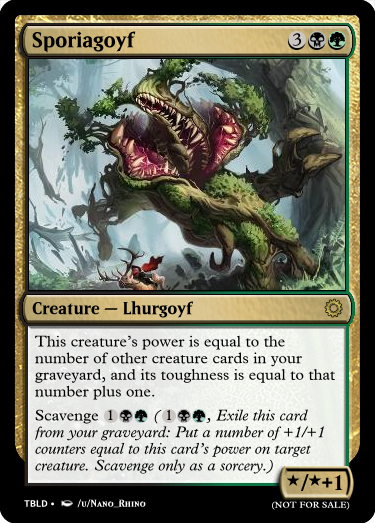 Sporiagoyf 3
Creature — Lhurgoyf
This creature's power is equal to the
number of other creature cards in your
graveyard, and its toughness is equal to that
number plus one.
Scavenge 1 ( 1 , Exile this card
from your graveyard: Put a number of +1/+1
counters equal to this card's power on target
creature. Scavenge only as a sorcery.)
★/★+1
TBLD • /u/Nano_Rhino
(NOT FOR SALE)